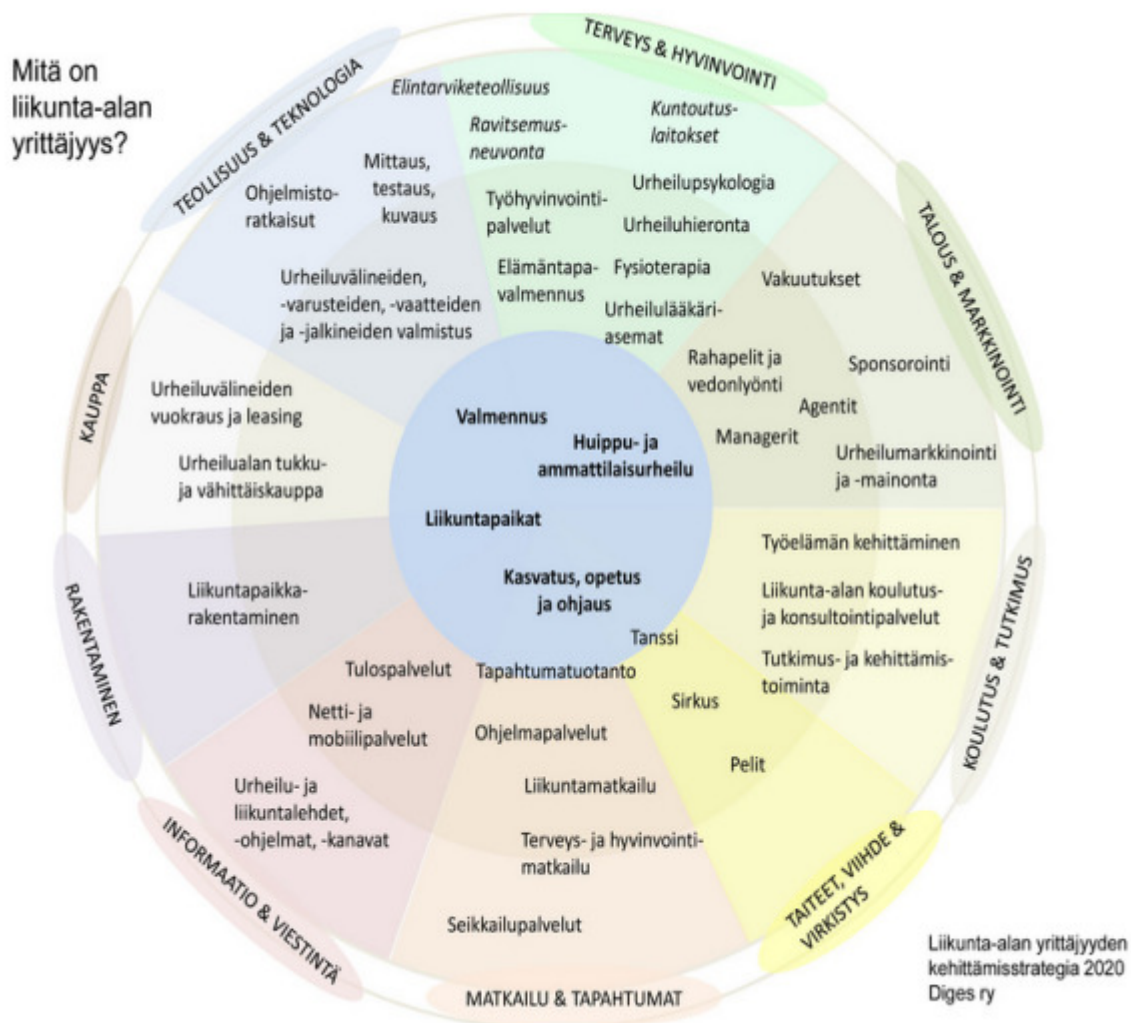 Mitä on
liikunta-alan
yrittäjyys?
TERVEYS & HYVINVOINTI
Elintarviketeollisuus
Ravitsemus-
neuvonta
Kuntoutus-
laitokset
Työhyvinvointi-
palvelut
Urheilupsykologia
Urheiluhieronta
Elämäntapa-
valmennus
Fysioterapia
Urheilulääkäri-
asemat
TALOUS & MARKKINOINTI
Vakuutukset
Rahapelit ja
vedonlyönti
Sponsorointi
Agentit
Managerit
Urheilumarkkinointi
ja -mainonta
KOULUTUS & TUTKIMUS
Työelämän kehittäminen
Liikunta-alan koulutus-
ja konsultointipalvelut
Tutkimus- ja kehittämis-
toiminta
TAITEET, VIIHDE &
VIRKISTYS
Tanssi
Sirkus
Pelit
MATKAILU & TAPAHTUMAT
Tapahtumatuotanto
Ohjelmapalvelut
Liikuntamatkailu
Terveys- ja hyvinvointi-
matkailu
Seikkailupalvelut
INFORMAATIO & VIESTINTÄ
Tulospalvelut
Netti- ja
mobiilipalvelut
Urheilu- ja
liikuntalehdet,
-ohjelmat, -kanavat
RAKENTAMINEN
Liikuntapaikka-
rakentaminen
KAUPPA
Urheiluvälineiden
vuokraus ja leasing
Urheilualan tukku-
ja vähittäiskauppa
TEOLLISUUS & TEKNOLOGIA
Ohjelmisto-
ratkaisut
Mittaus,
testaus,
kuvaus
Urheiluvälineiden,
-varusteiden, -vaatteiden
ja -jalkineiden valmistus
Valmennus
Huippu- ja
ammattilaisurheilu
Liikuntapaikat
Kasvatus, opetus
ja ohjaus
Liikunta-alan yrittäjyyden
kehittämisstrategia 2020
Diges ry